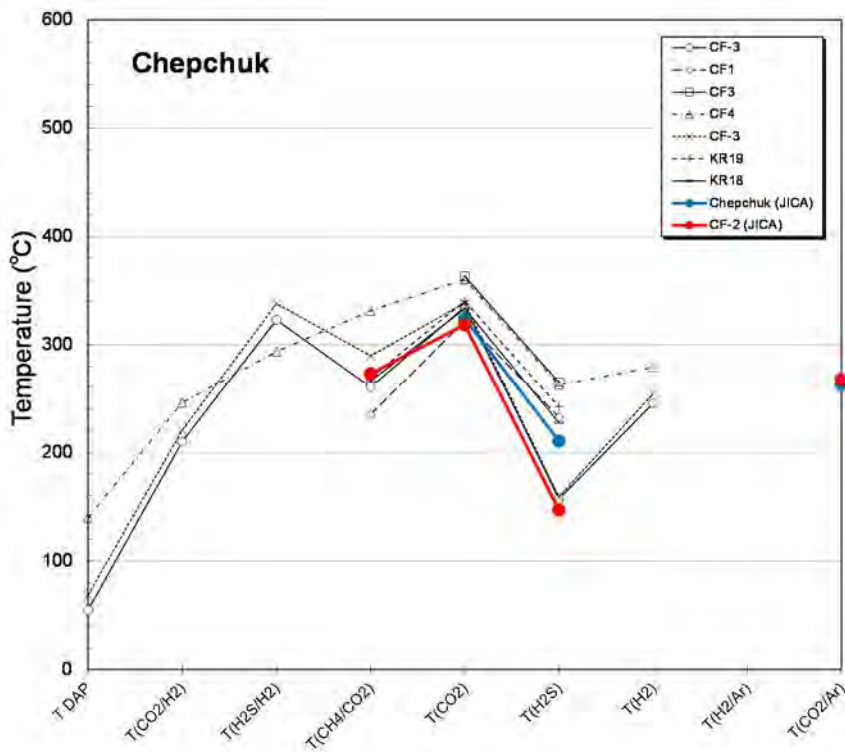 Chepchuk
600
500
400
300
200
100
0
Temperature (°C)
CF-3
CF1
CF3
CF4
CF-3
KR19
KR18
Chepchuk (JICA)
CF-2 (JICA)
T DAP
T(CO2/H2)
T(H2S/H2)
T(CH4/CO2)
T(CO2)
T(H2S)
T(H2)
T(H2/Ar)
T(CO2/Ar)